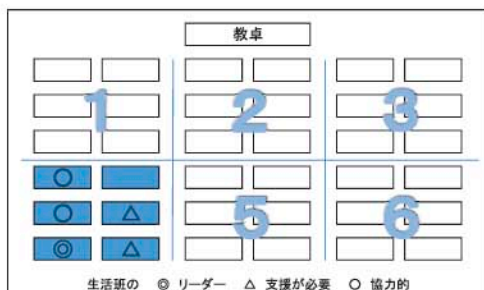 教卓
1 2 3
○
○ △
◎ △
5 6
生活班の ◎ リーダー △ 支援が必要 ○ 協力的